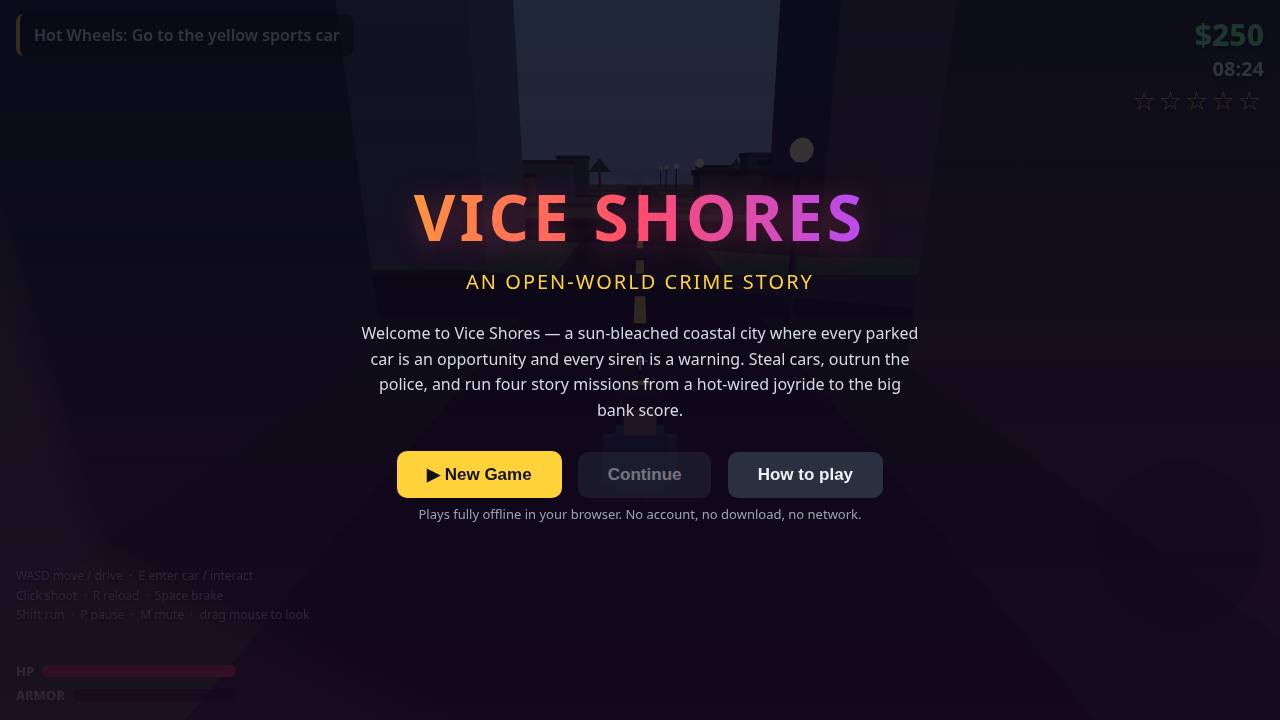 Hot Wheels: Go to the yellow sports car
$250
08:24
☆☆☆☆☆
VICE SHORES
AN OPEN-WORLD CRIME STORY
Welcome to Vice Shores — a sun-bleached coastal city where every parked
car is an opportunity and every siren is a warning. Steal cars, outrun the
police, and run four story missions from a hot-wired joyride to the big
bank score.
▶ New Game
Continue
How to play
Plays fully offline in your browser. No account, no download, no network.
WASD move / drive · E enter car / interact
Click shoot · R reload · Space brake
Shift run · P pause · M mute · drag mouse to look
HP
ARMOR